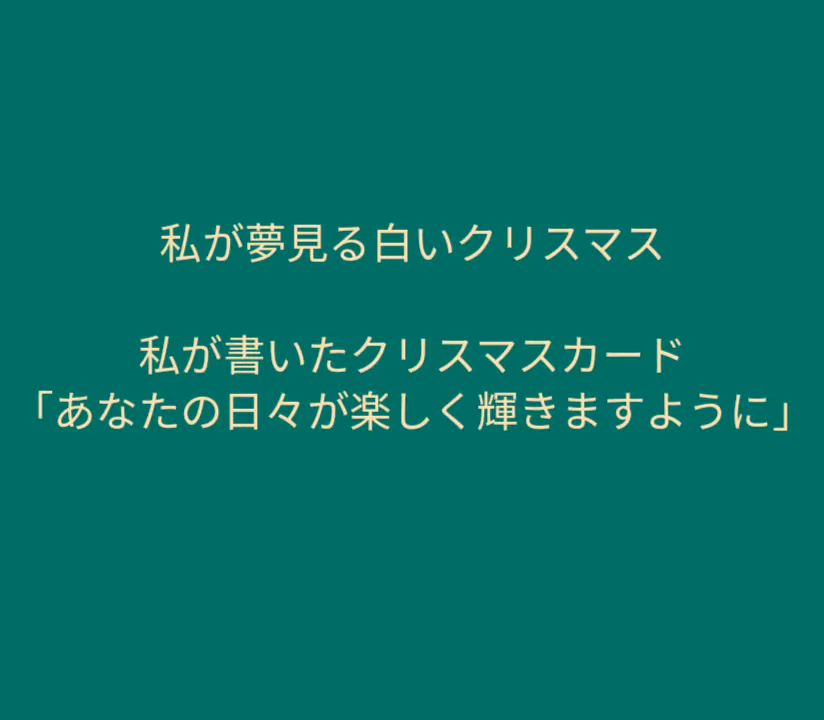 私が夢見る白いクリスマス
私が書いたクリスマスカード
「あなたの日々が楽しく輝きますように」